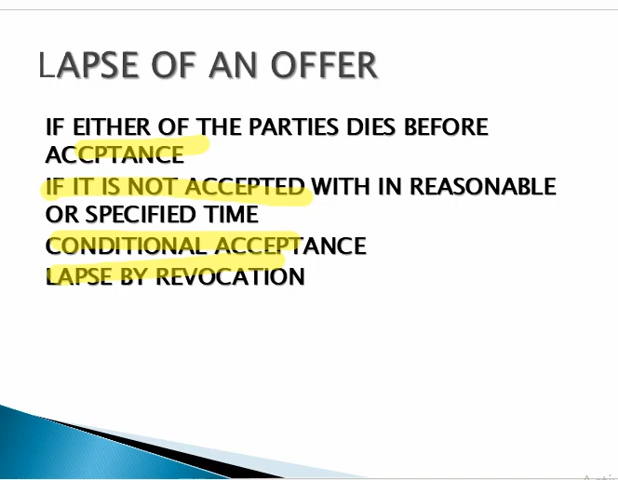 LAPSE OF AN OFFER
IF EITHER OF THE PARTIES DIES BEFORE
ACCPTANCE
IF IT IS NOT ACCEPTED WITH IN REASONABLE
OR SPECIFIED TIME
CONDITIONAL ACCEPTANCE
LAPSE BY REVOCATION